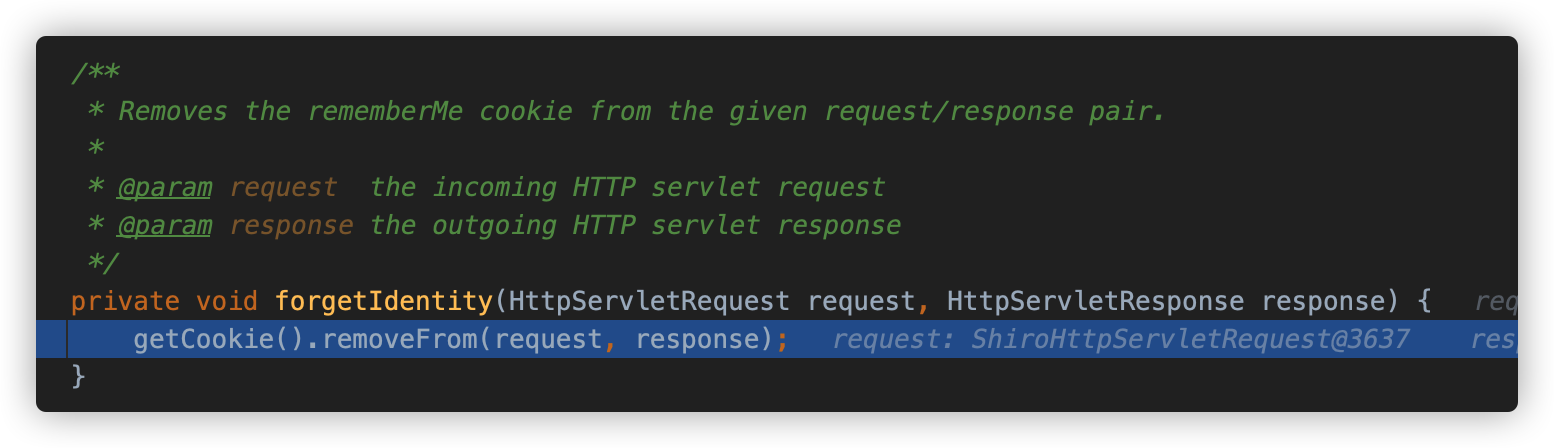 /**
 * Removes the rememberMe cookie from the given request/response pair.
 *
 * @param request  the incoming HTTP servlet request
 * @param response the outgoing HTTP servlet response
 */
private void forgetIdentity(HttpServletRequest request, HttpServletResponse response) {
    getCookie().removeFrom(request, response);   request: ShiroHttpServletRequest@3637
}